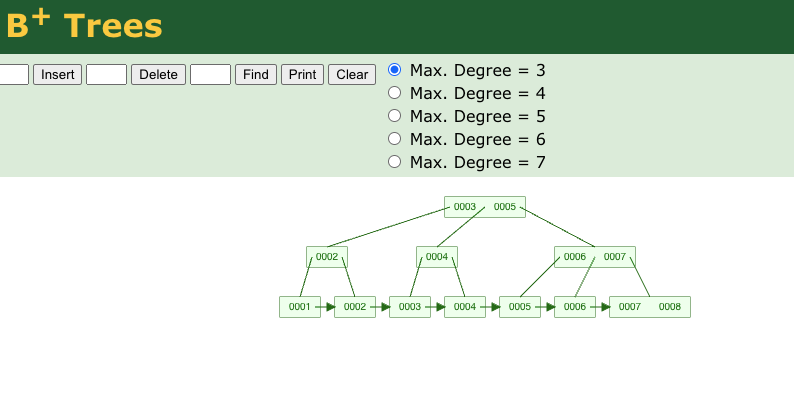 B+ Trees
Insert Delete Find Print Clear
Max. Degree = 3
Max. Degree = 4
Max. Degree = 5
Max. Degree = 6
Max. Degree = 7
0003 0005
0002 0004 0006 0007
0001 0002 0003 0004 0005 0006 0007 0008